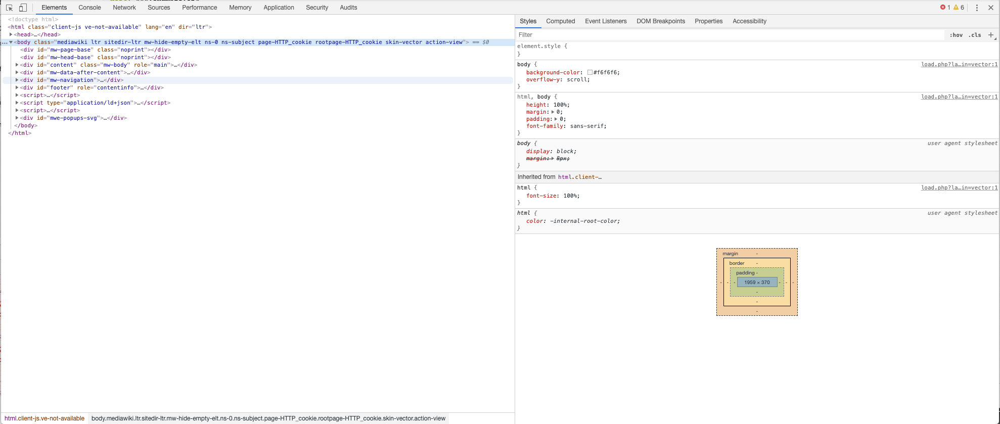 Elements Console Network Sources Performance Memory Application Security Audits 1 6
<!doctype html>
<html class="client-js ve-not-available" lang="en" dir="ltr">
<head>…</head>
<body class="mediawiki ltr sitedir-ltr mw-hide-empty-elt ns-0 ns-subject page-HTTP_cookie rootpage-HTTP_cookie skin-vector action-view"> == $0
<div id="mw-page-base" class="noprint"></div>
<div id="mw-head-base" class="noprint"></div>
<div id="content" class="mw-body" role="main">…</div>
<div id="mw-data-after-content">…</div>
<div id="mw-navigation">…</div>
<div id="footer" role="contentinfo">…</div>
<script>…</script>
<script type="application/ld+json">…</script>
<script>…</script>
<div id="mwe-popups-svg">…</div>
</body>
</html>
html.client-js.ve-not-available body.mediawiki.ltr.sitedir-ltr.mw-hide-empty-elt.ns-0.ns-subject.page-HTTP_cookie.rootpage-HTTP_cookie.skin-vector.action-view
Styles Computed Event Listeners DOM Breakpoints Properties Accessibility
Filter :hov .cls +
element.style {
}
body { load.php?la…in=vector:1
background-color: #f6f6f6;
overflow-y: scroll;
}
html, body { load.php?la…in=vector:1
height: 100%;
margin: 0;
padding: 0;
font-family: sans-serif;
}
body { user agent stylesheet
display: block;
margin: 8px;
}
Inherited from html.client-…
html { load.php?la…in=vector:1
font-size: 100%;
}
html { user agent stylesheet
color: -internal-root-color;
}
margin -
border -
padding -
- - - 1959 × 370 - - -
-
-
-